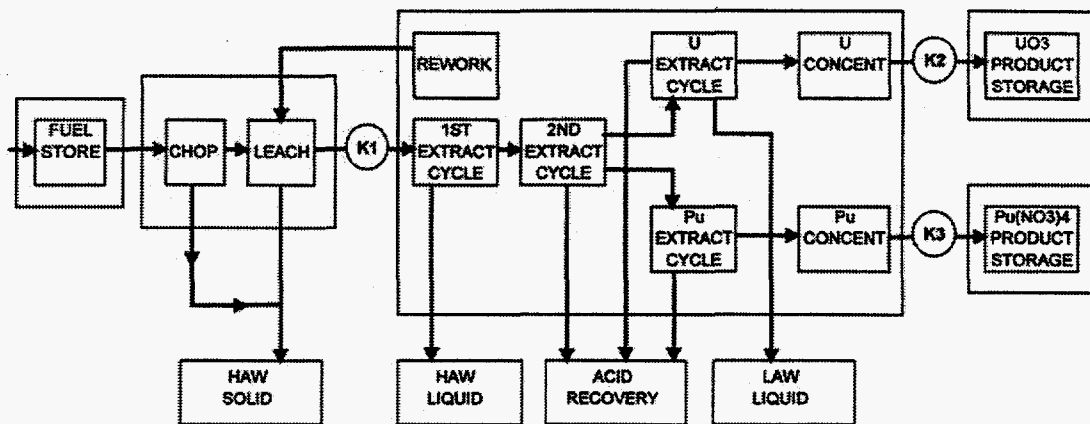 FUEL
STORE
CHOP
LEACH
K1
REWORK
1ST
EXTRACT
CYCLE
2ND
EXTRACT
CYCLE
U
EXTRACT
CYCLE
U
CONCENT
K2
UO3
PRODUCT
STORAGE
Pu
EXTRACT
CYCLE
Pu
CONCENT
K3
Pu(NO3)4
PRODUCT
STORAGE
HAW
SOLID
HAW
LIQUID
ACID
RECOVERY
LAW
LIQUID